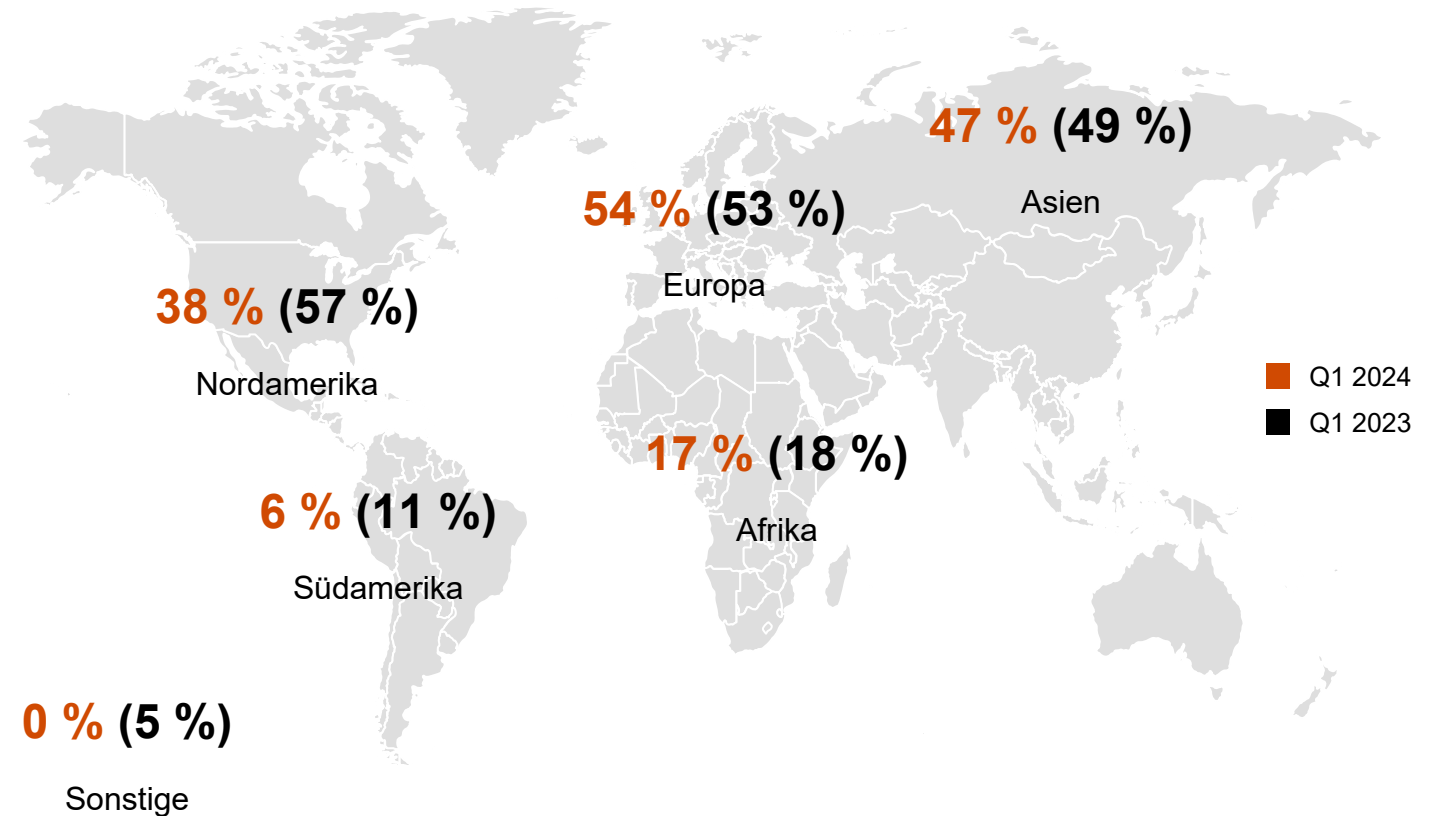 47 % (49 %)
Asien
54 % (53 %)
Europa
38 % (57 %)
Nordamerika
Q1 2024
Q1 2023
17 % (18 %)
Afrika
6 % (11 %)
Südamerika
0 % (5 %)
Sonstige